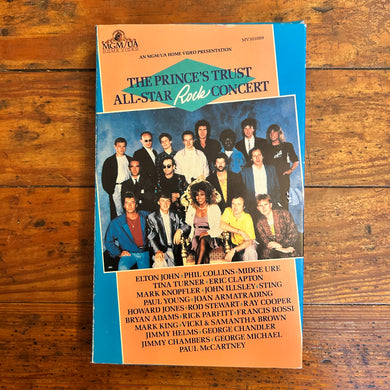 MGM/UA
HOME VIDEO
AN MGM/UA HOME VIDEO PRESENTATION
THE PRINCE'S TRUST
ALL-STAR Rock CONCERT
ELTON JOHN · PHIL COLLINS · MIDGE URE
TINA TURNER · ERIC CLAPTON
MARK KNOPFLER · JOHN ILLSLEY · STING
PAUL YOUNG · JOAN ARMATRADING
HOWARD JONES · ROD STEWART · RAY COOPER
BRYAN ADAMS · RICK PARFITT · FRANCIS ROSSI
MARK KING · VICKI & SAMANTHA BROWN
JIMMY HELMS · GEORGE CHANDLER
JIMMY CHAMBERS · GEORGE MICHAEL
PAUL McCARTNEY